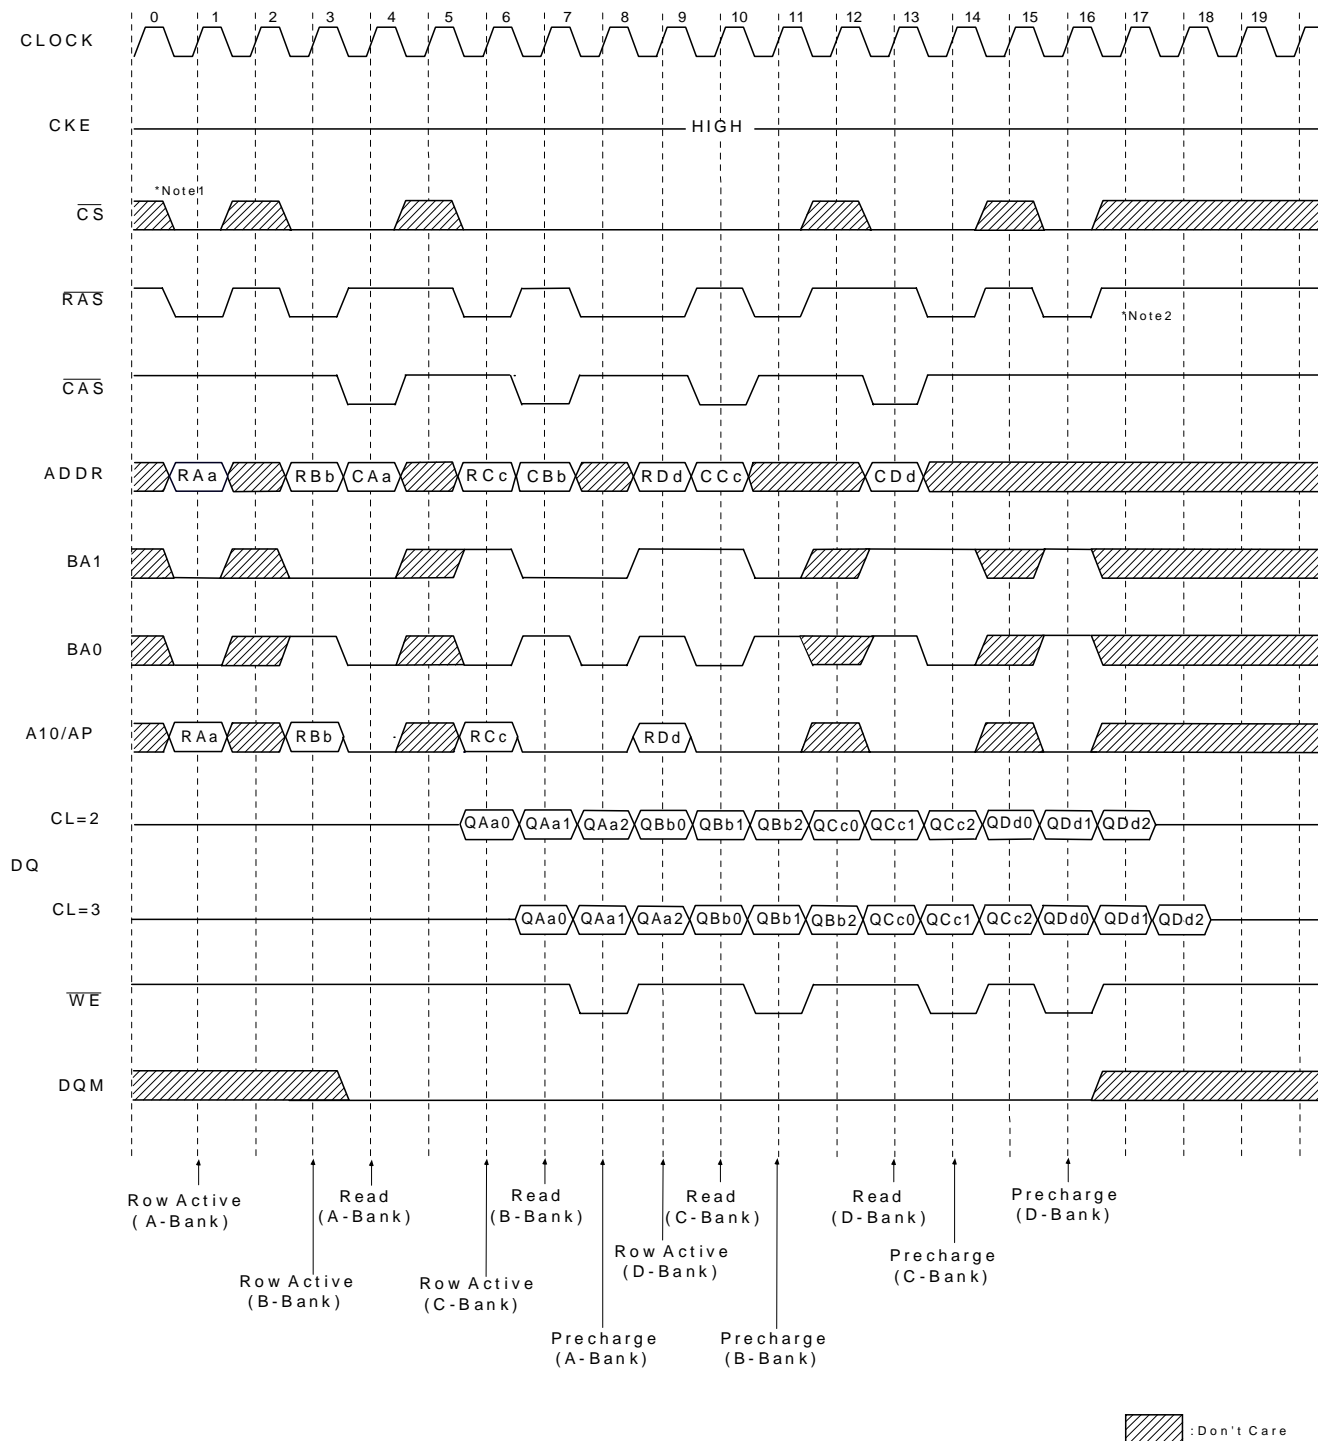 0 1 2 3 4 5 6 7 8 9 10 11 12 13 14 15 16 17 18 19
CLOCK
CKE
HIGH
*Note1
CS
RAS
*Note2
CAS
ADDR RAa RBb CAa RCc CBb RDd CCc CDd
BA1
BA0
A10/AP RAa RBb RCc RDd
CL=2 QAa0 QAa1 QAa2 QBb0 QBb1 QBb2 QCc0 QCc1 QCc2 QDd0 QDd1 QDd2
DQ
CL=3 QAa0 QAa1 QAa2 QBb0 QBb1 QBb2 QCc0 QCc1 QCc2 QDd0 QDd1 QDd2
WE
DQM
Row Active
(A-Bank)
Read
(A-Bank)
Read
(B-Bank)
Read
(C-Bank)
Read
(D-Bank)
Precharge
(D-Bank)
Row Active
(D-Bank)
Precharge
(C-Bank)
Row Active
(B-Bank)
Row Active
(C-Bank)
Precharge
(A-Bank)
Precharge
(B-Bank)
:Don't Care